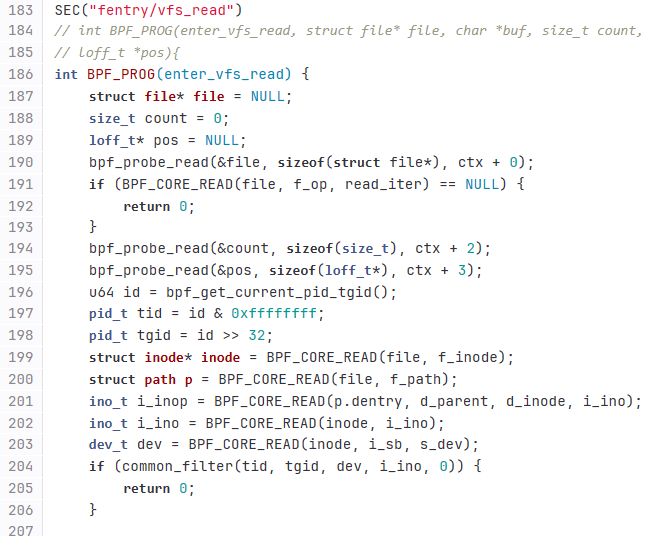 183 SEC("fentry/vfs_read")
184 // int BPF_PROG(enter_vfs_read, struct file* file, char *buf, size_t count,
185 // loff_t *pos){
186 int BPF_PROG(enter_vfs_read) {
187     struct file* file = NULL;
188     size_t count = 0;
189     loff_t* pos = NULL;
190     bpf_probe_read(&file, sizeof(struct file*), ctx + 0);
191     if (BPF_CORE_READ(file, f_op, read_iter) == NULL) {
192         return 0;
193     }
194     bpf_probe_read(&count, sizeof(size_t), ctx + 2);
195     bpf_probe_read(&pos, sizeof(loff_t*), ctx + 3);
196     u64 id = bpf_get_current_pid_tgid();
197     pid_t tid = id & 0xffffffff;
198     pid_t tgid = id >> 32;
199     struct inode* inode = BPF_CORE_READ(file, f_inode);
200     struct path p = BPF_CORE_READ(file, f_path);
201     ino_t i_inop = BPF_CORE_READ(p.dentry, d_parent, d_inode, i_ino);
202     ino_t i_ino = BPF_CORE_READ(inode, i_ino);
203     dev_t dev = BPF_CORE_READ(inode, i_sb, s_dev);
204     if (common_filter(tid, tgid, dev, i_ino, 0)) {
205         return 0;
206     }
207